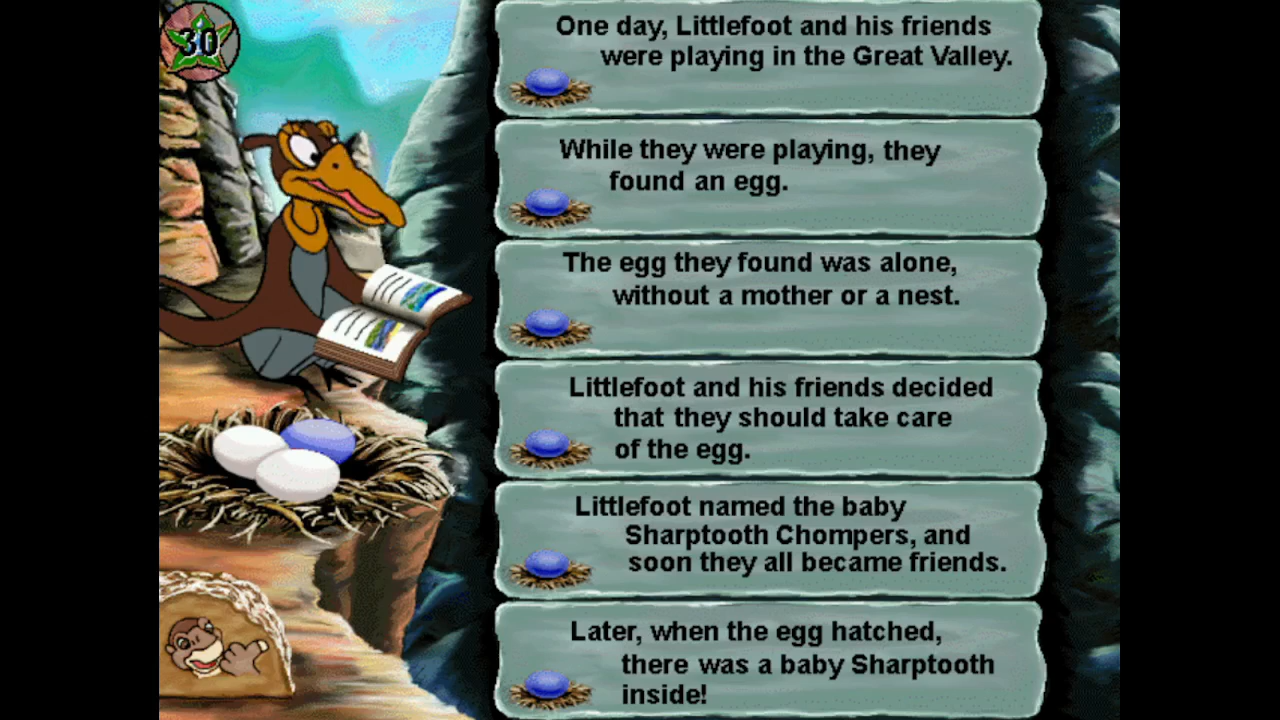 30
One day, Littlefoot and his friends
were playing in the Great Valley.
While they were playing, they
found an egg.
The egg they found was alone,
without a mother or a nest.
Littlefoot and his friends decided
that they should take care
of the egg.
Littlefoot named the baby
Sharptooth Chompers, and
soon they all became friends.
Later, when the egg hatched,
there was a baby Sharptooth
inside!